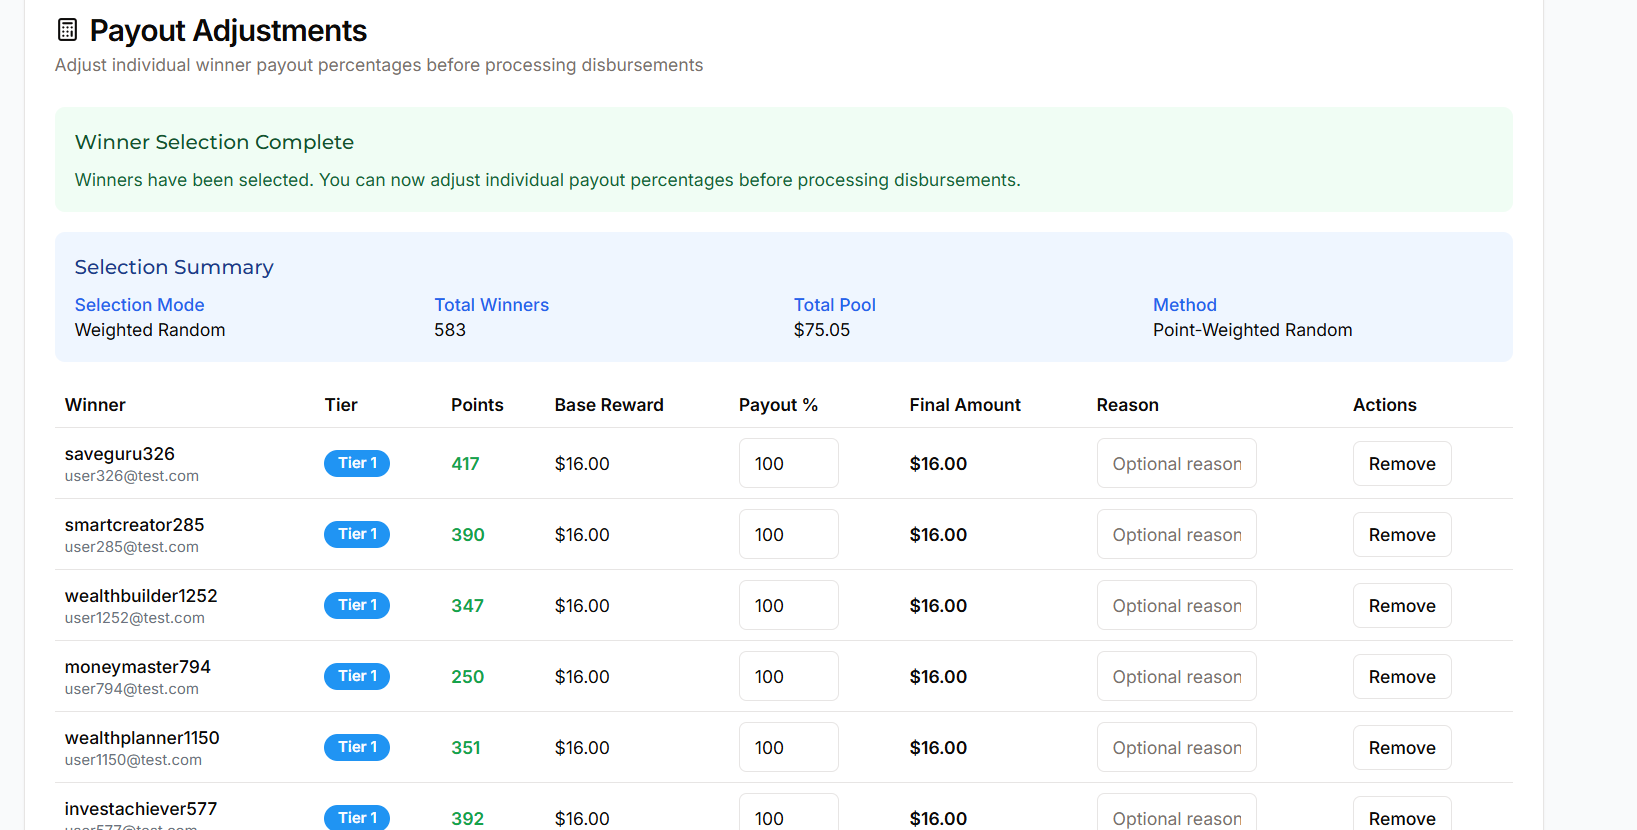 Payout Adjustments
Adjust individual winner payout percentages before processing disbursements
Winner Selection Complete
Winners have been selected. You can now adjust individual payout percentages before processing disbursements.
Selection Summary
Selection Mode Total Winners Total Pool Method
Weighted Random 583 $75.05 Point-Weighted Random
Winner Tier Points Base Reward Payout % Final Amount Reason Actions
saveguru326
user326@test.com
Tier 1 417 $16.00 100 $16.00 Optional reason Remove
smartcreator285
user285@test.com
Tier 1 390 $16.00 100 $16.00 Optional reason Remove
wealthbuilder1252
user1252@test.com
Tier 1 347 $16.00 100 $16.00 Optional reason Remove
moneymaster794
user794@test.com
Tier 1 250 $16.00 100 $16.00 Optional reason Remove
wealthplanner1150
user1150@test.com
Tier 1 351 $16.00 100 $16.00 Optional reason Remove
investachiever577
user577@test.com
Tier 1 392 $16.00 100 $16.00 Optional reason Remove